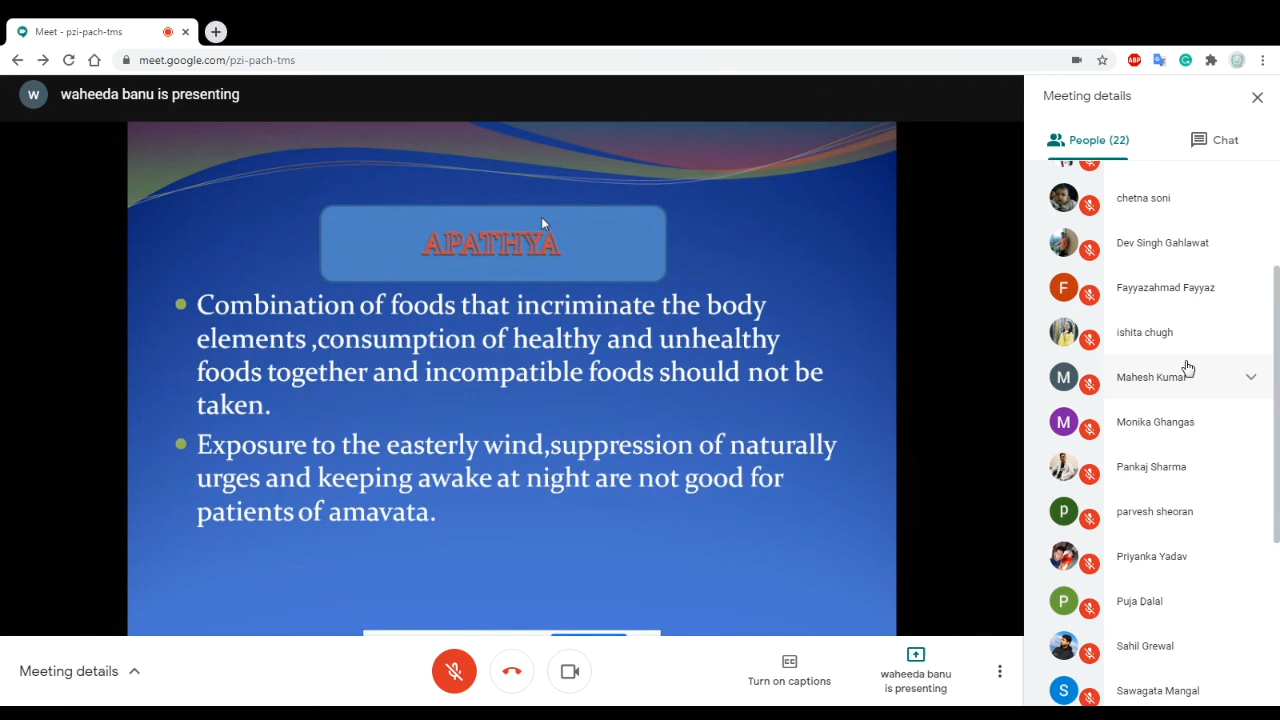 Meet - pzi-pach-tms
meet.google.com/pzi-pach-tms
ABP
W
waheeda banu is presenting
APATHYA
Combination of foods that incriminate the body
elements ,consumption of healthy and unhealthy
foods together and incompatible foods should not be
taken.
Exposure to the easterly wind,suppression of naturally
urges and keeping awake at night are not good for
patients of amavata.
Meeting details
People (22)
Chat
chetna soni
Dev Singh Gahlawat
F
Fayyazahmad Fayyaz
ishita chugh
M
Mahesh Kumar
M
Monika Ghangas
Pankaj Sharma
p
parvesh sheoran
Priyanka Yadav
P
Puja Dalal
Sahil Grewal
S
Sawagata Mangal
Meeting details
Turn on captions
waheeda banu
is presenting